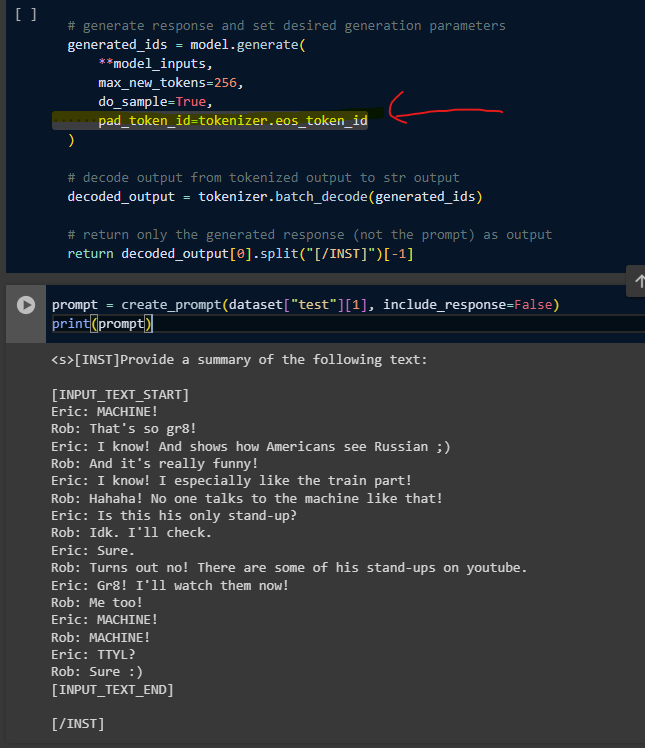 [ ]
# generate response and set desired generation parameters
generated_ids = model.generate(
**model_inputs,
max_new_tokens=256,
do_sample=True,
pad_token_id=tokenizer.eos_token_id
)
# decode output from tokenized output to str output
decoded_output = tokenizer.batch_decode(generated_ids)
# return only the generated response (not the prompt) as output
return decoded_output[0].split("[/INST]")[-1]
prompt = create_prompt(dataset["test"][1], include_response=False)
print(prompt)
<s>[INST]Provide a summary of the following text:
[INPUT_TEXT_START]
Eric: MACHINE!
Rob: That's so gr8!
Eric: I know! And shows how Americans see Russian ;)
Rob: And it's really funny!
Eric: I know! I especially like the train part!
Rob: Hahaha! No one talks to the machine like that!
Eric: Is this his only stand-up?
Rob: Idk. I'll check.
Eric: Sure.
Rob: Turns out no! There are some of his stand-ups on youtube.
Eric: Gr8! I'll watch them now!
Rob: Me too!
Eric: MACHINE!
Rob: MACHINE!
Eric: TTYL?
Rob: Sure :)
[INPUT_TEXT_END]
[/INST]